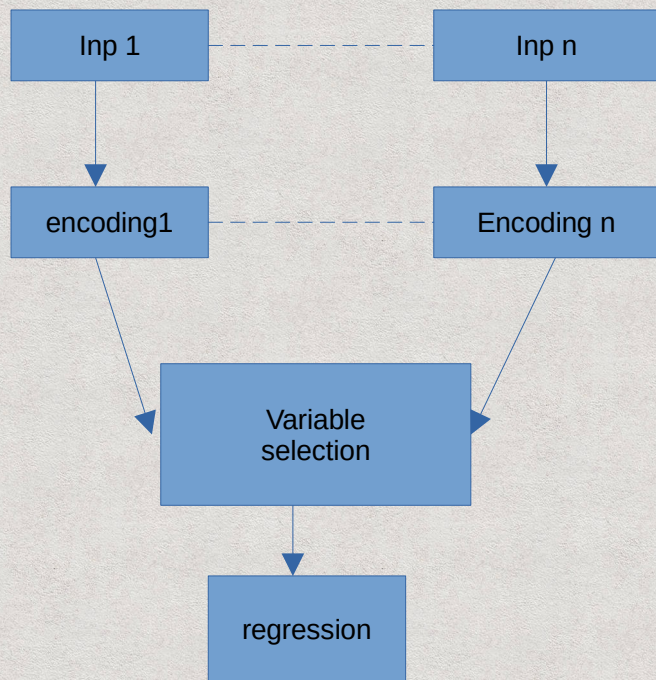 Inp 1
Inp n
encoding1
Encoding n
Variable
selection
regression